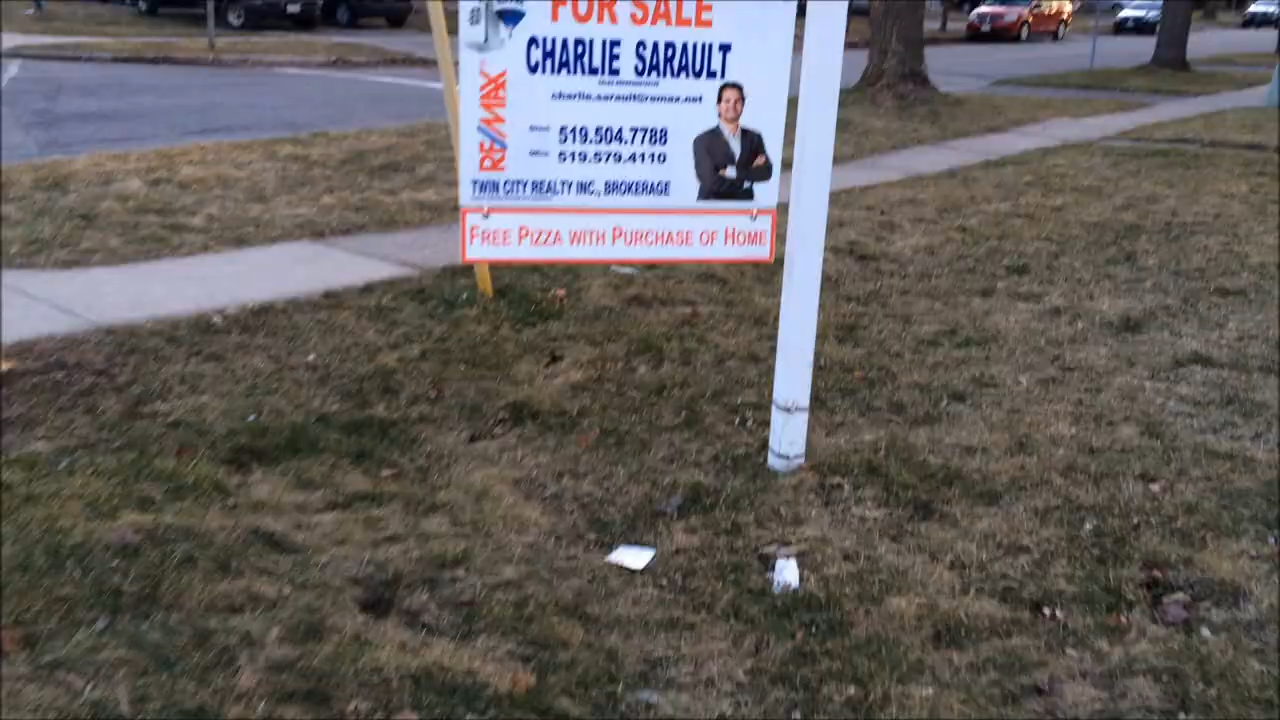 FOR SALE
CHARLIE SARAULT
charlie.sarault@remax.net
RE/MAX
519.504.7788
519.579.4110
TWIN CITY REALTY INC., BROKERAGE
FREE PIZZA WITH PURCHASE OF HOME